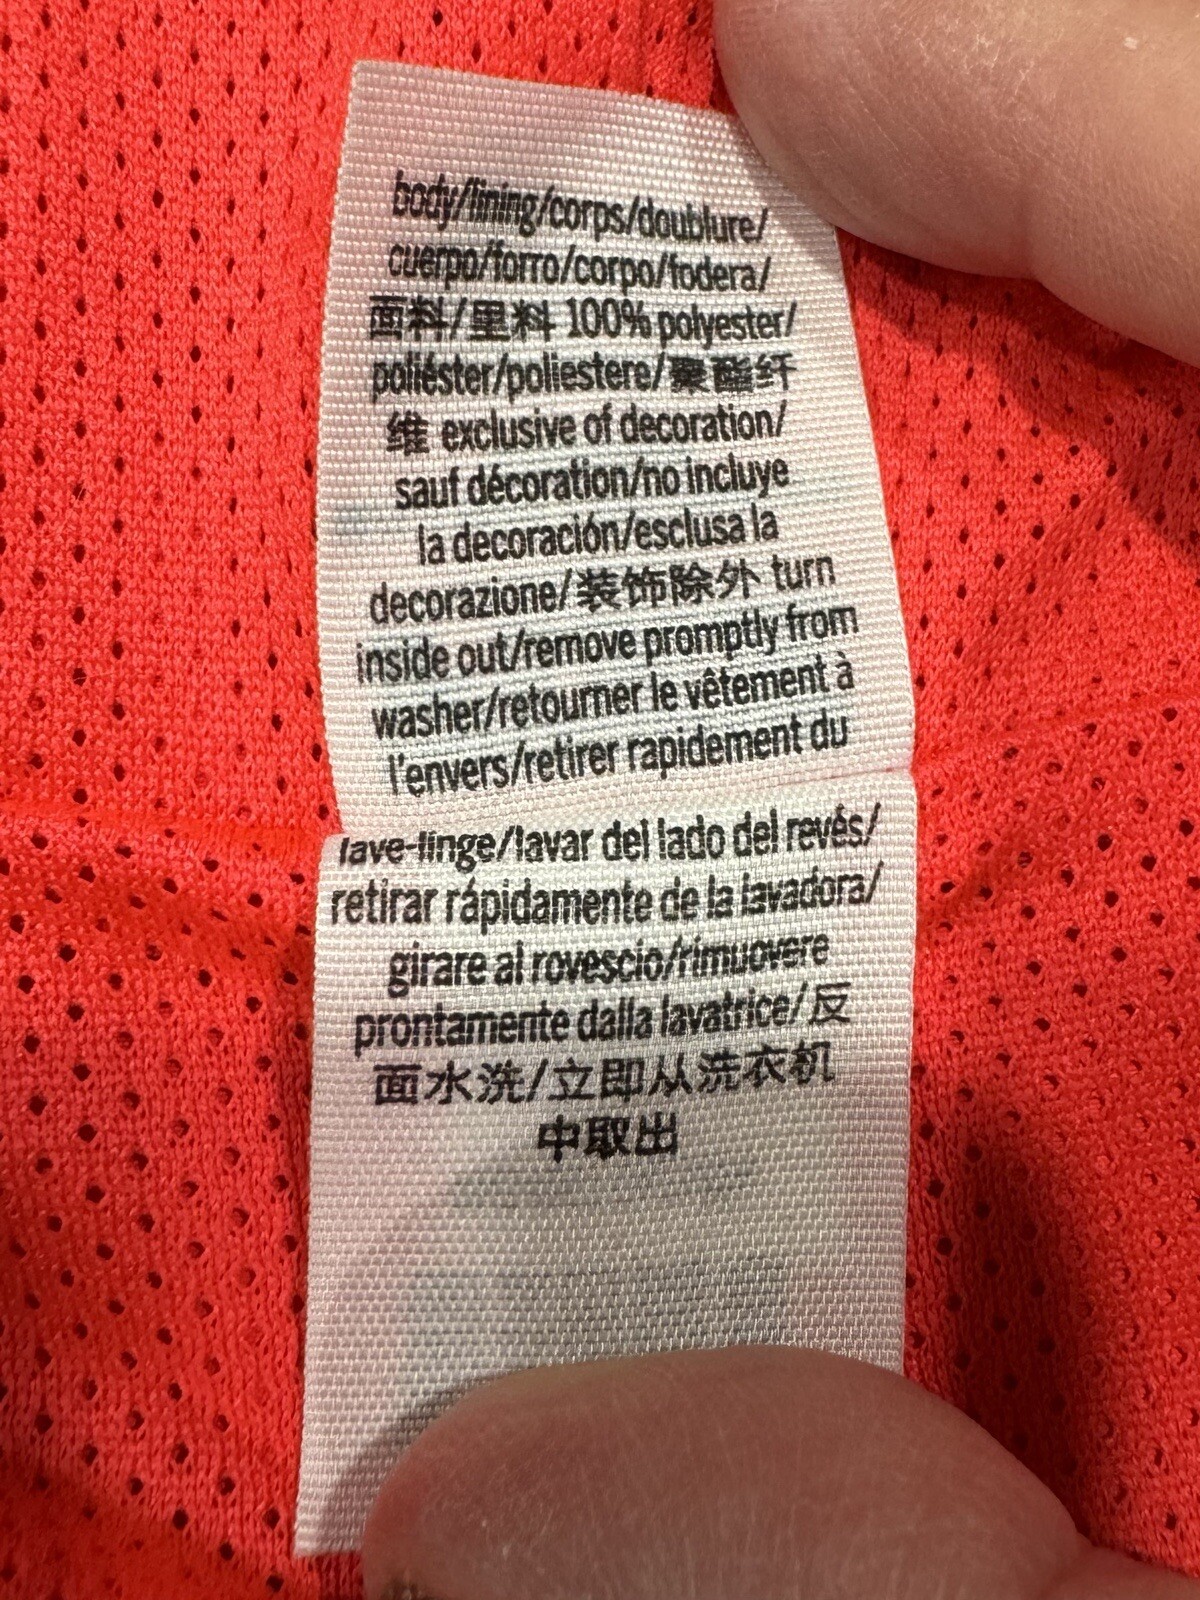 body/lining/corps/doublure/
cuerpo/forro/corpo/fodera/
面料/里料 100% polyester/
poliéster/poliestere/聚酯纤
维 exclusive of decoration/
sauf décoration/no incluye
la decoración/esclusa la
decorazione/装饰除外 turn
inside out/remove promptly from
washer/retourner le vêtement à
l'envers/retirer rapidement du
lave-linge/lavar del lado del revés/
retirar rápidamente de la lavadora/
girare al rovescio/rimuovere
prontamente dalla lavatrice/反
面水洗/立即从洗衣机
中取出